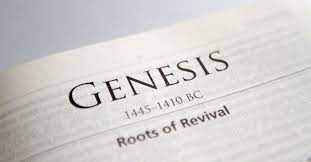 GENESIS
1445-1410 BC
Roots of Revival